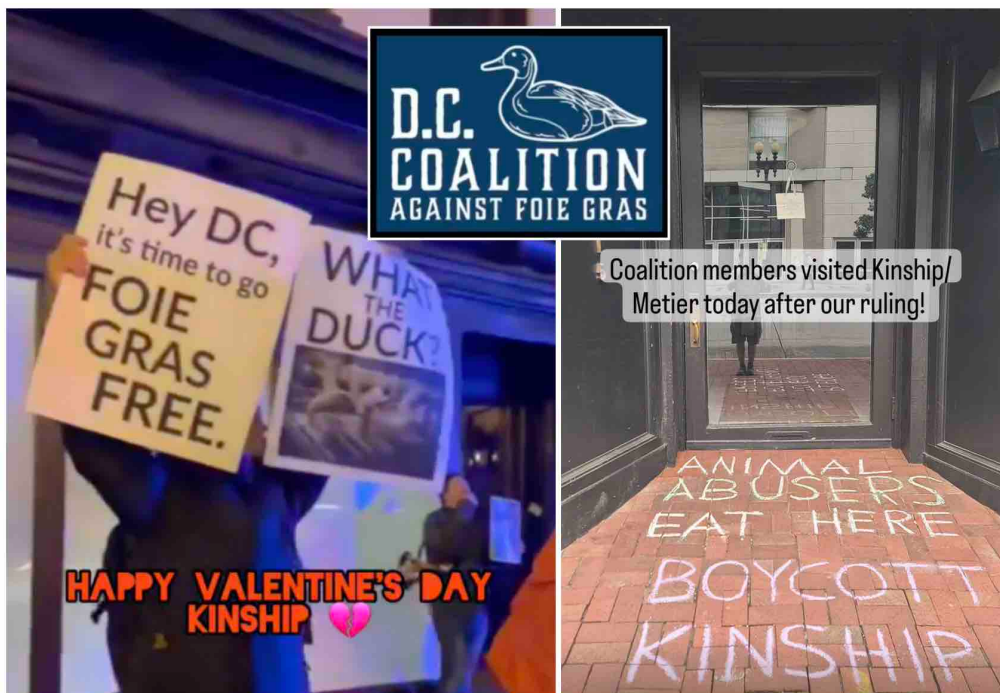 Hey DC,
it's time to go
FOIE
GRAS
FREE.
WHAT
THE
DUCK?
HAPPY VALENTINE'S DAY
KINSHIP
D.C.
COALITION
AGAINST FOIE GRAS
Coalition members visited Kinship/
Metier today after our ruling!
ANIMAL
ABUSERS
EAT HERE
BOYCOTT
KINSHIP